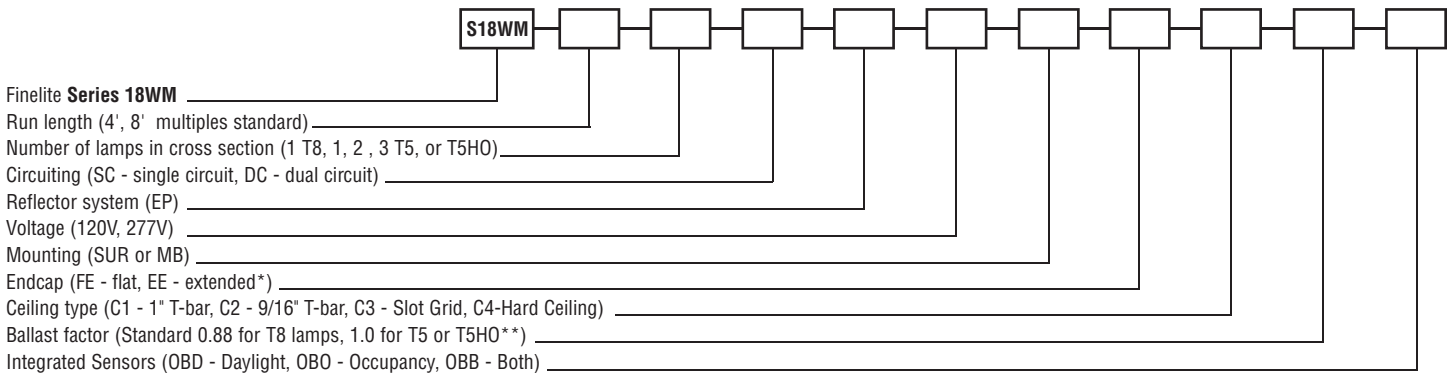 S18WM
Finelite Series 18WM
Run length (4', 8' multiples standard)
Number of lamps in cross section (1 T8, 1, 2 , 3 T5, or T5HO)
Circuiting (SC - single circuit, DC - dual circuit)
Reflector system (EP)
Voltage (120V, 277V)
Mounting (SUR or MB)
Endcap (FE - flat, EE - extended*)
Ceiling type (C1 - 1" T-bar, C2 - 9/16" T-bar, C3 - Slot Grid, C4-Hard Ceiling)
Ballast factor (Standard 0.88 for T8 lamps, 1.0 for T5 or T5HO**)
Integrated Sensors (OBD - Daylight, OBO - Occupancy, OBB - Both)